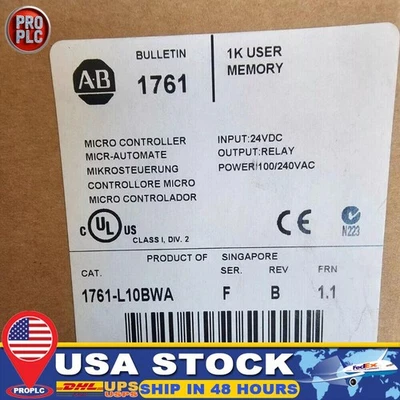 PRO
PLC
AB
BULLETIN
1761
1K USER
MEMORY
MICRO CONTROLLER
MICR-AUTOMATE
MIKROSTEUERUNG
CONTROLLORE MICRO
MICRO CONTROLADOR
INPUT:24VDC
OUTPUT:RELAY
POWER/100/240VAC
C UL US
LISTED
CLASS I, DIV. 2
CE
N223
PRODUCT OF SINGAPORE
CAT. SER. REV FRN
1761-L10BWA F B 1.1
PROPLC
USA STOCK
DHL UPS USPS
SHIP IN 48 HOURS
FedEx